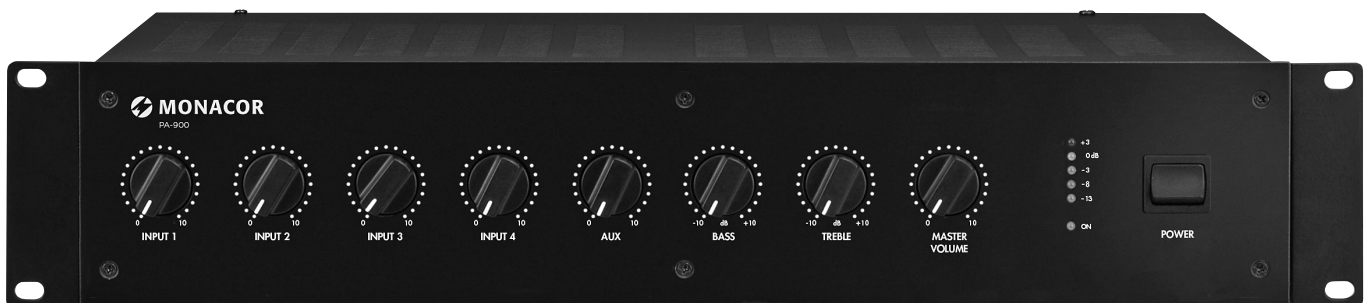 MONACOR
PA-900
+3
0 dB
-3
-8
-13
ON
0 10
0 10
0 10
0 10
0 10
-10 dB +10
-10 dB +10
0 10
INPUT 1
INPUT 2
INPUT 3
INPUT 4
AUX
BASS
TREBLE
MASTER
VOLUME
POWER